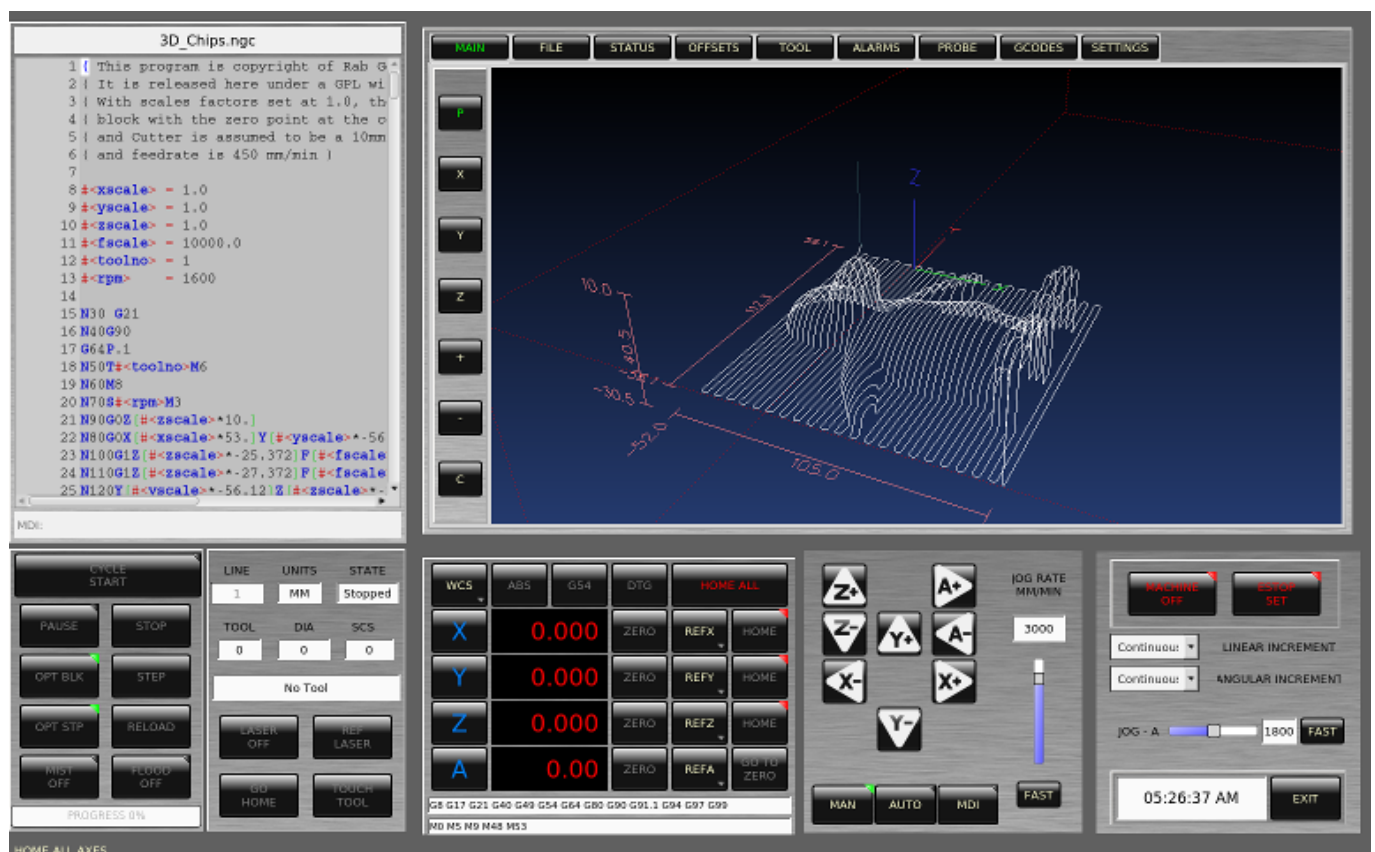 3D_Chips.ngc
1 ( This program is copyright of Rab G
2 ( It is released here under a GPL wi
3 ( With scales factors set at 1.0, th
4 ( block with the zero point at the c
5 ( and Cutter is assumed to be a 10mm
6 ( and feedrate is 450 mm/min )
7
8 #<xscale> = 1.0
9 #<yscale> = 1.0
10 #<zscale> = 1.0
11 #<fscale> = 10000.0
12 #<toolno> = 1
13 #<rpm> = 1600
14
15 N30 G21
16 N40G90
17 G64P.1
18 N50T#<toolno>M6
19 N60M8
20 N70S#<rpm>M3
21 N90G0Z[#<zscale>*10.]
22 N80G0X[#<xscale>*53.]Y[#<yscale>*-56
23 N100G1Z[#<zscale>*-25.372]F[#<fscale
24 N110G1Z[#<zscale>*-27.372]F[#<fscale
25 N120Y[#<yscale>*-56.12]Z[#<zscale>*-
MDI:
MAIN FILE STATUS OFFSETS TOOL ALARMS PROBE GCODES SETTINGS
P
X
Y
Z
+
-
C
Z
Y
10.0
40.5
-30.5
-52.0
105.0
CYCLE
START
PAUSE STOP
OPT BLK STEP
OPT STP RELOAD
MIST
OFF
FLOOD
OFF
PROGRESS 0%
LINE UNITS STATE
1 MM Stopped
TOOL DIA SCS
0 0 0
No Tool
LASER
OFF
REF
LASER
GO
HOME
TOUCH
TOOL
WCS ABS G54 DTG HOME ALL
X 0.000 ZERO REFX HOME
Y 0.000 ZERO REFY HOME
Z 0.000 ZERO REFZ HOME
A 0.00 ZERO REFA GO TO
ZERO
G8 G17 G21 G40 G49 G54 G64 G80 G90 G91.1 G94 G97 G99
M0 M5 M9 M48 M53
Z+ A+
Z- Y+ A-
X- X+
Y-
JOG RATE
MM/MIN
3000
FAST
MAN AUTO MDI
MACHINE
OFF
ESTOP
SET
Continuou: LINEAR INCREMENT
Continuou: ANGULAR INCREMENT
JOG - A 1800 FAST
05:26:37 AM EXIT
HOME ALL AXES